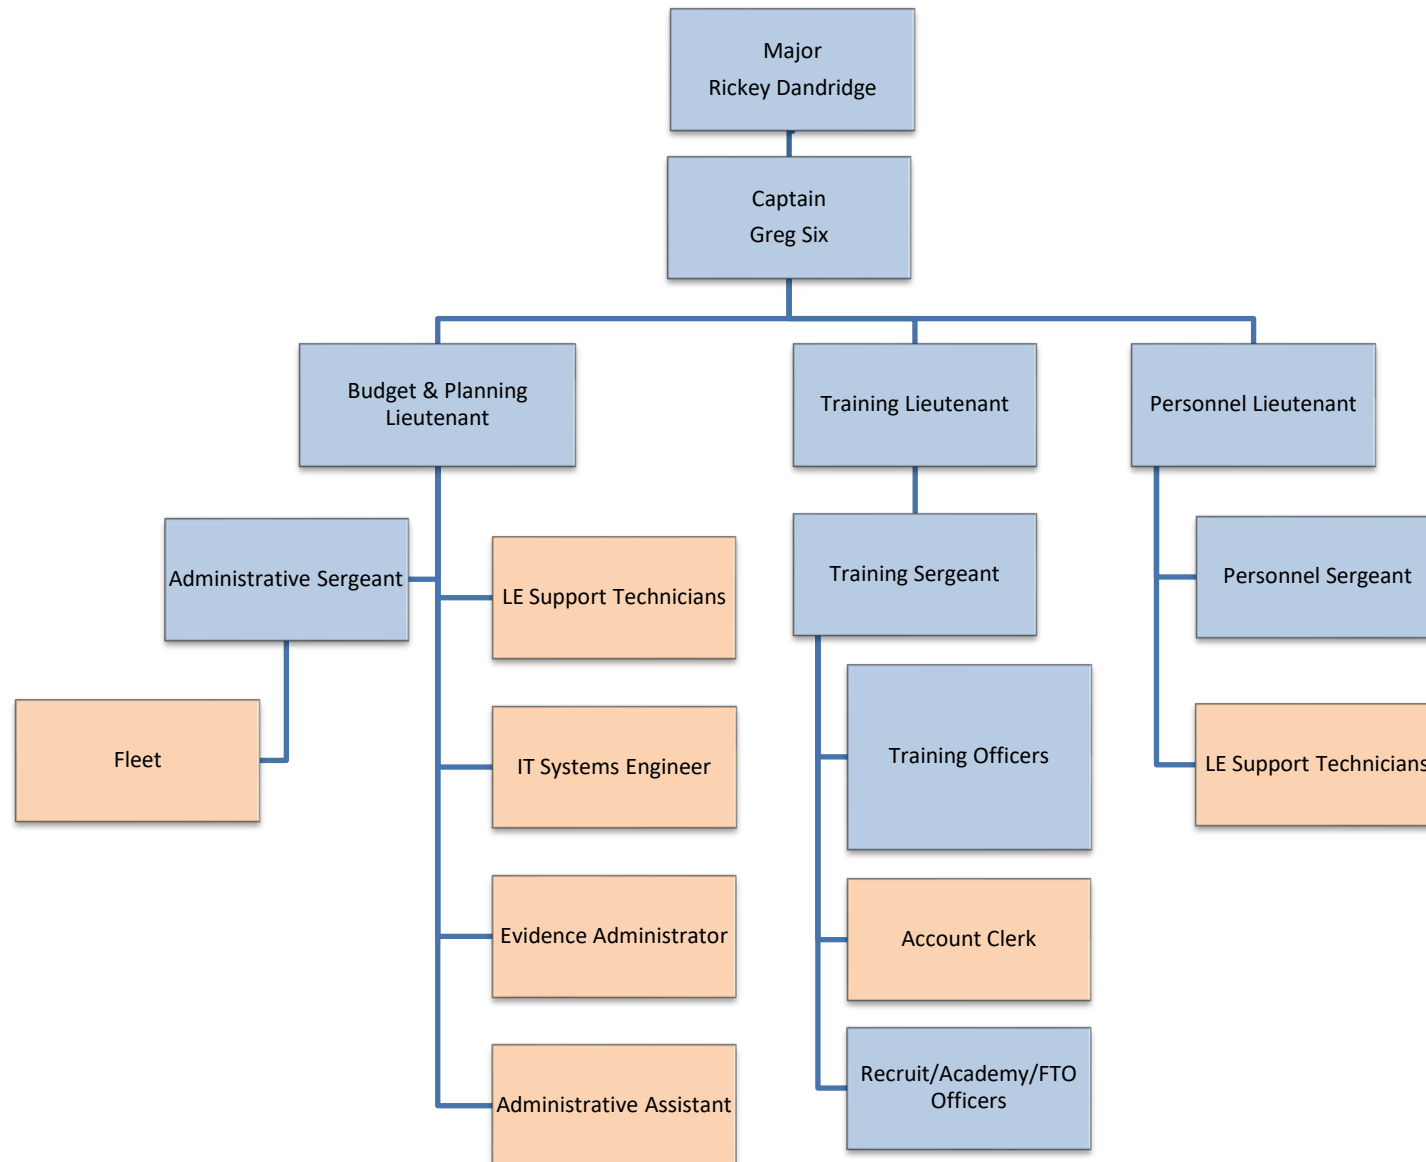 Major
Rickey Dandridge
Captain
Greg Six
Budget & Planning
Lieutenant
Training Lieutenant
Personnel Lieutenant
Administrative Sergeant
LE Support Technicians
Training Sergeant
Personnel Sergeant
Fleet
IT Systems Engineer
Training Officers
LE Support Technicians
Evidence Administrator
Account Clerk
Administrative Assistant
Recruit/Academy/FTO
Officers